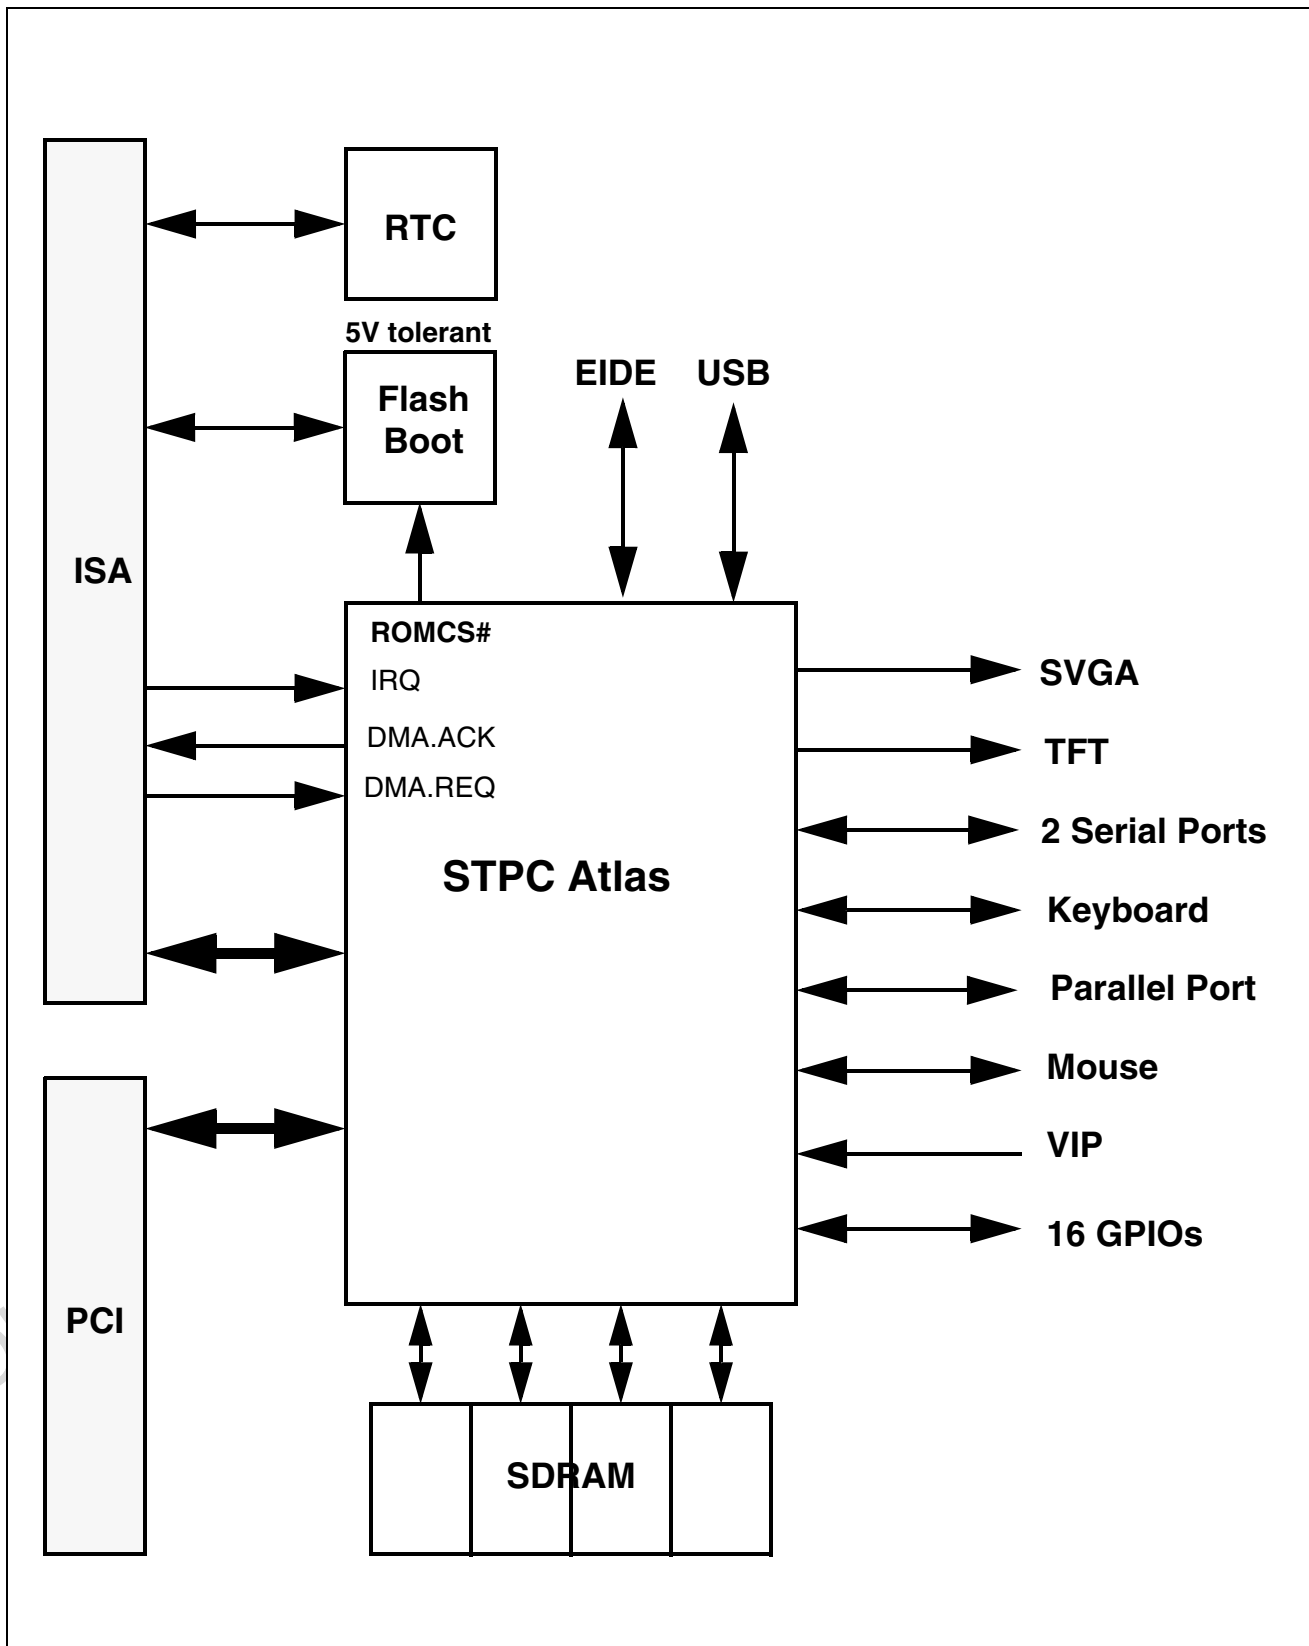 RTC
5V tolerant
Flash
Boot
EIDE
USB
ISA
ROMCS#
IRQ
DMA.ACK
DMA.REQ
STPC Atlas
SVGA
TFT
2 Serial Ports
Keyboard
Parallel Port
Mouse
VIP
16 GPIOs
PCI
SDRAM